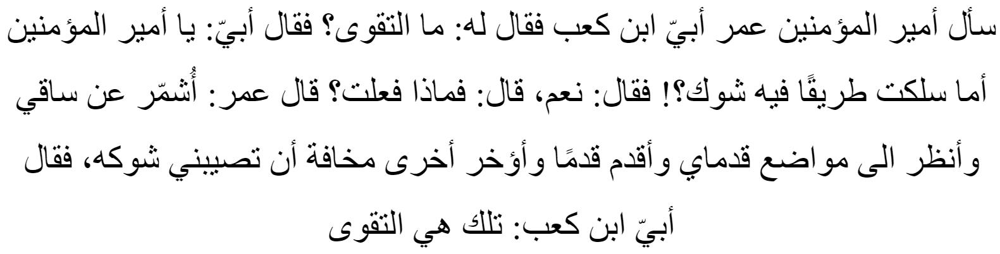 سأل أمير المؤمنين عمر أبيّ ابن كعب فقال له: ما التقوى؟ فقال أبيّ: يا أمير المؤمنين
أما سلكت طريقًا فيه شوك؟! فقال: نعم، قال: فماذا فعلت؟ قال عمر: أُشمّر عن ساقي
وأنظر الى مواضع قدماي وأقدم قدمًا وأؤخر أخرى مخافة أن تصيبني شوكه، فقال
أبيّ ابن كعب: تلك هي التقوى